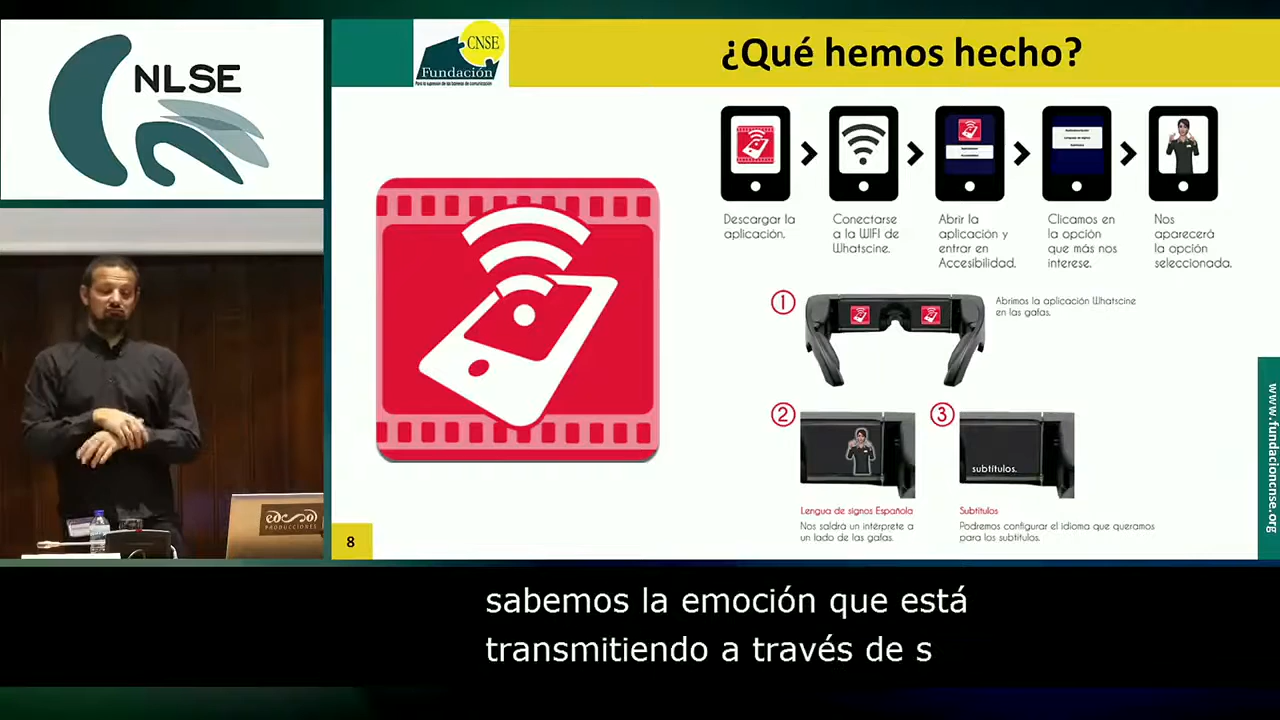 CNLSE
CNSE
Fundación
Para la supresión de las barreras de comunicación
¿Qué hemos hecho?
Descargar la
aplicación.
Conectarse
a la WIFI de
Whatscine.
Abrir la
aplicación y
entrar en
Accesibilidad.
Clicamos en
la opción
que más nos
interese.
Nos
aparecerá
la opción
seleccionada.
1
Abrimos la aplicación Whatscine
en las gafas.
2
3
subtítulos.
Lengua de signos Española
Nos saldrá un intérprete a
un lado de las gafas.
Subtítulos
Podremos configurar el idioma que queramos
para los subtítulos.
www.fundacioncnse.org
8
PRODUCCIONES
sabemos la emoción que está
transmitiendo a través de s